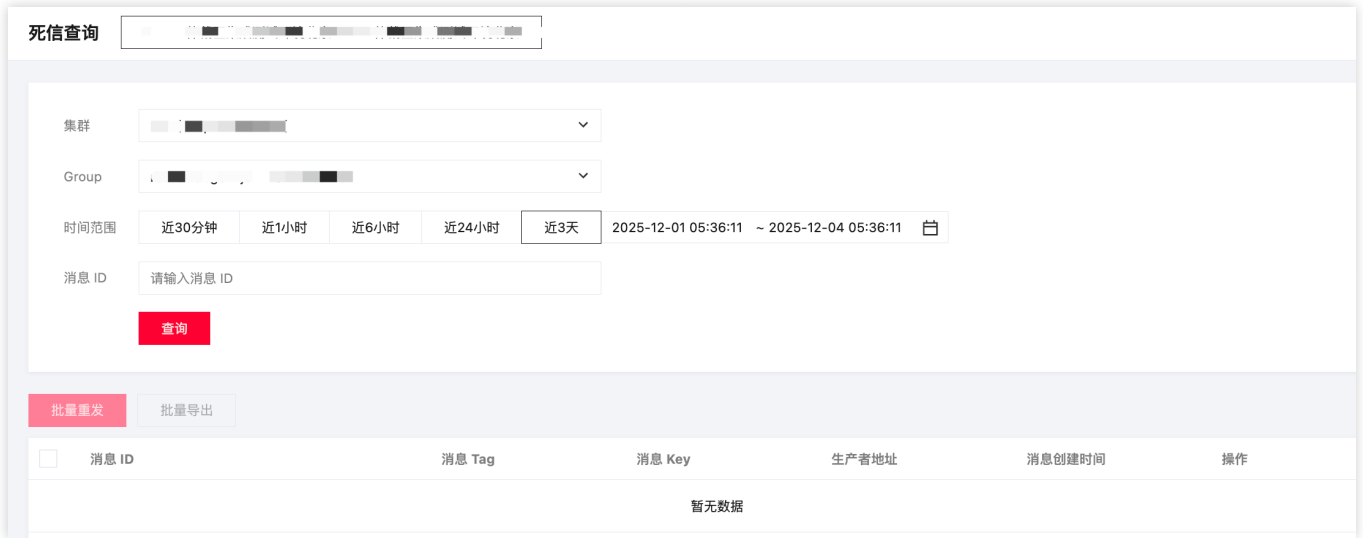 死信查询
集群
Group
时间范围 近30分钟 近1小时 近6小时 近24小时 近3天 2025-12-01 05:36:11 ~ 2025-12-04 05:36:11
消息 ID 请输入消息 ID
查询
批量重发 批量导出
消息 ID 消息 Tag 消息 Key 生产者地址 消息创建时间 操作
暂无数据